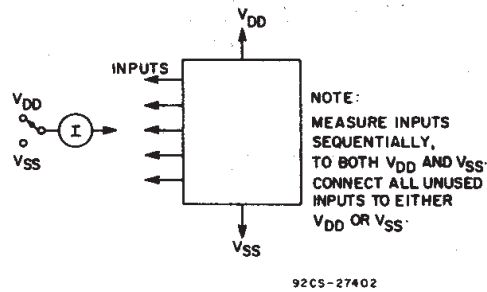 VDD
INPUTS
VDD
I
VSS
NOTE:
MEASURE INPUTS
SEQUENTIALLY,
TO BOTH VDD AND VSS.
CONNECT ALL UNUSED
INPUTS TO EITHER
VDD OR VSS.
VSS
92CS-27402